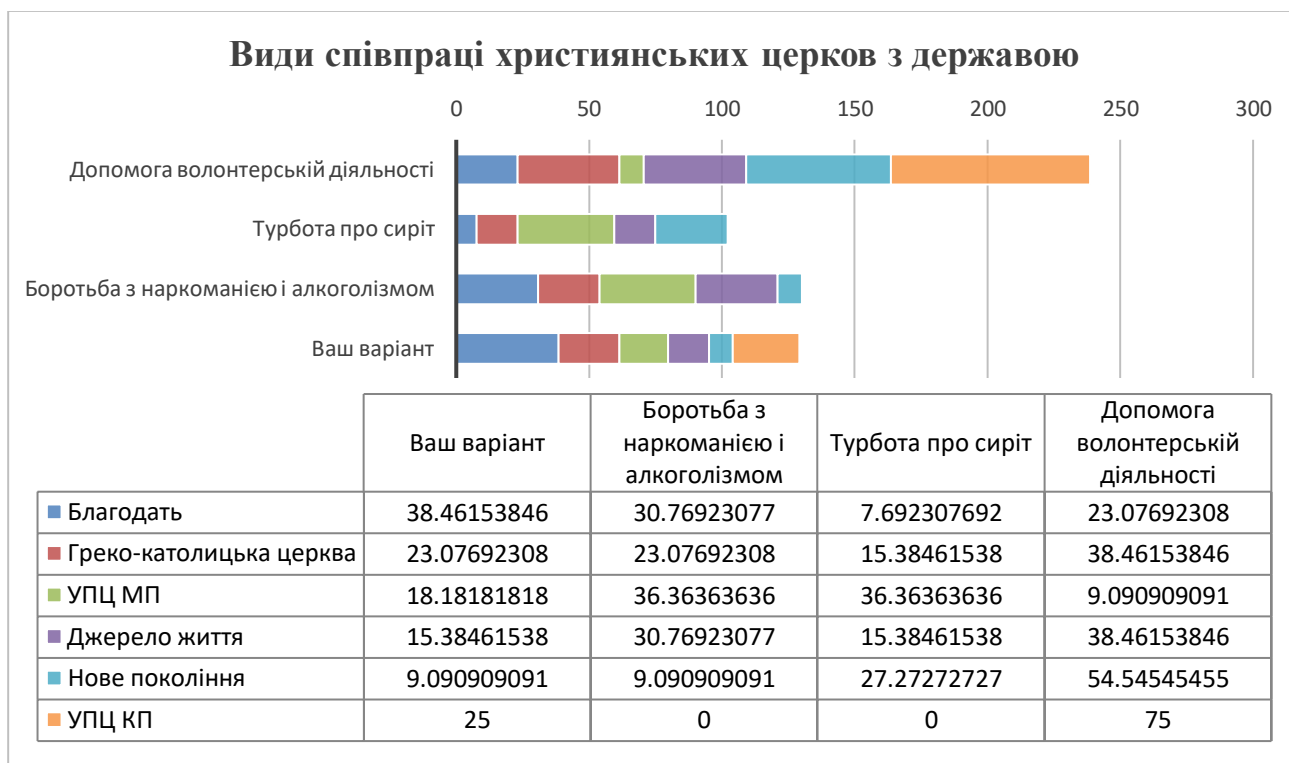 Види співпраці християнських церков з державою
0 50 100 150 200 250 300
Допомога волонтерській діяльності
Турбота про сиріт
Боротьба з наркоманією і алкоголізмом
Ваш варіант
Ваш варіант
Боротьба з
наркоманією і
алкоголізмом
Турбота про сиріт
Допомога
волонтерській
діяльності
Благодать 38.46153846 30.76923077 7.692307692 23.07692308
Греко-католицька церква 23.07692308 23.07692308 15.38461538 38.46153846
УПЦ МП 18.18181818 36.36363636 36.36363636 9.090909091
Джерело життя 15.38461538 30.76923077 15.38461538 38.46153846
Нове покоління 9.090909091 9.090909091 27.27272727 54.54545455
УПЦ КП 25 0 0 75